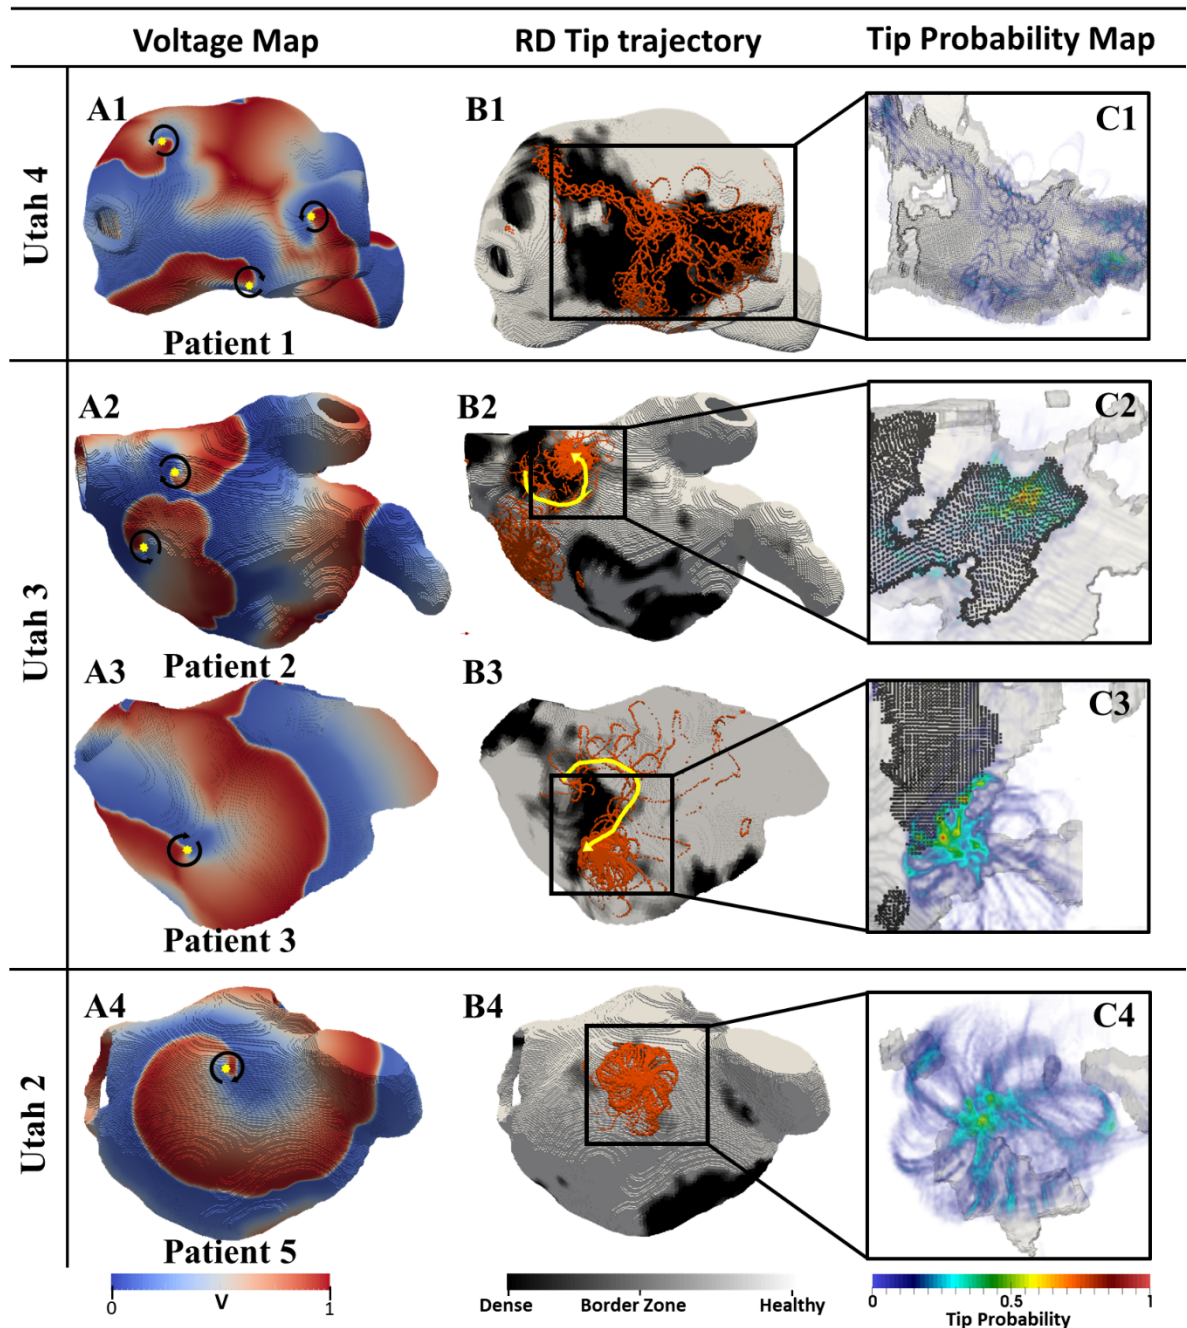 Voltage Map RD Tip trajectory Tip Probability Map
Utah 4
A1 B1 C1
Patient 1
Utah 3
A2 B2 C2
Patient 2
A3 B3 C3
Patient 3
Utah 2
A4 B4 C4
Patient 5
0 V 1
Dense Border Zone Healthy
0 0.5 1
Tip Probability